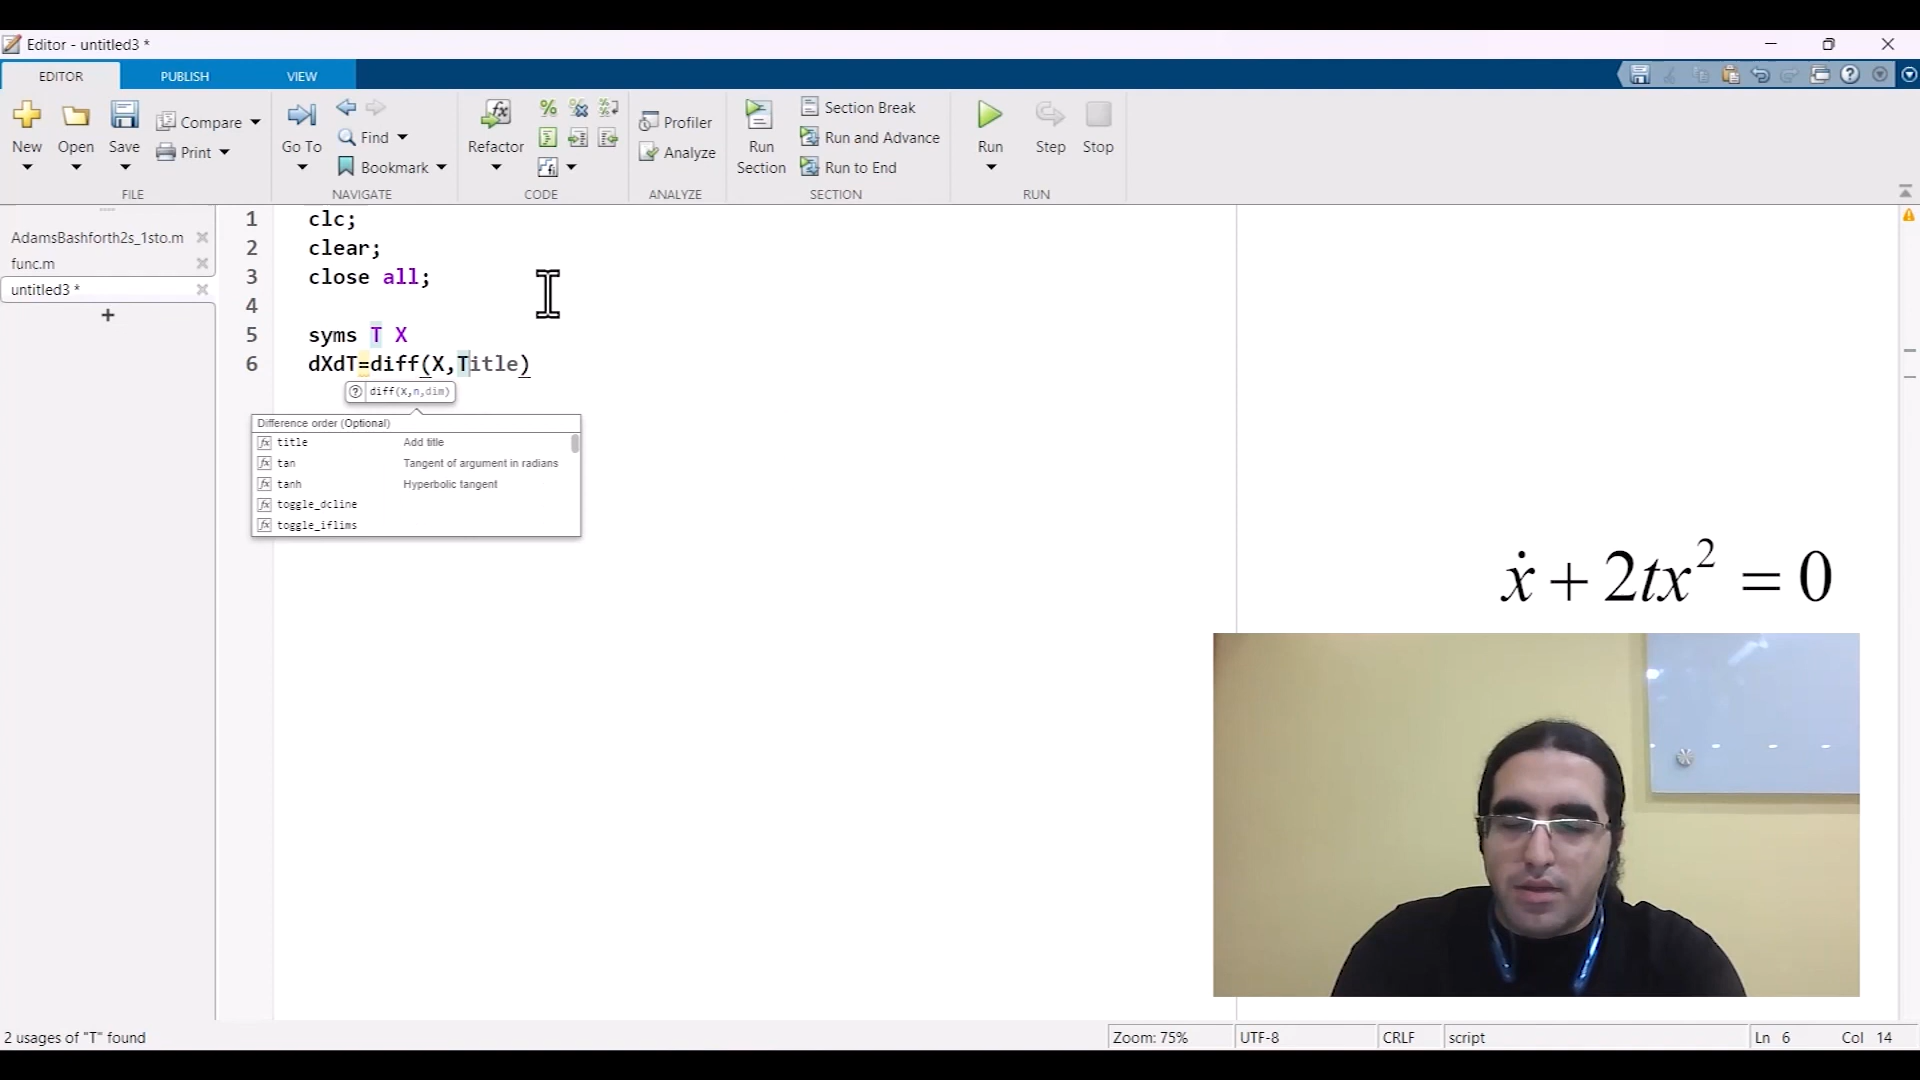 Editor - untitled3 *
EDITOR PUBLISH VIEW
New Open Save Compare Print
Go To Find Bookmark
Refactor
Profiler Analyze
Run Section
Section Break
Run and Advance
Run to End
Run Step Stop
FILE NAVIGATE CODE ANALYZE SECTION RUN
AdamsBashforth2s_1sto.m
func.m
untitled3 *
1 clc;
2 clear;
3 close all;
4
5 syms T X
6 dXdT=diff(X,Title)
diff(X,n,dim)
Difference order (Optional)
title Add title
tan Tangent of argument in radians
tanh Hyperbolic tangent
toggle_dcline
toggle_iflims
ẋ + 2tx² = 0
2 usages of "T" found Zoom: 75% UTF-8 CRLF script Ln 6 Col 14